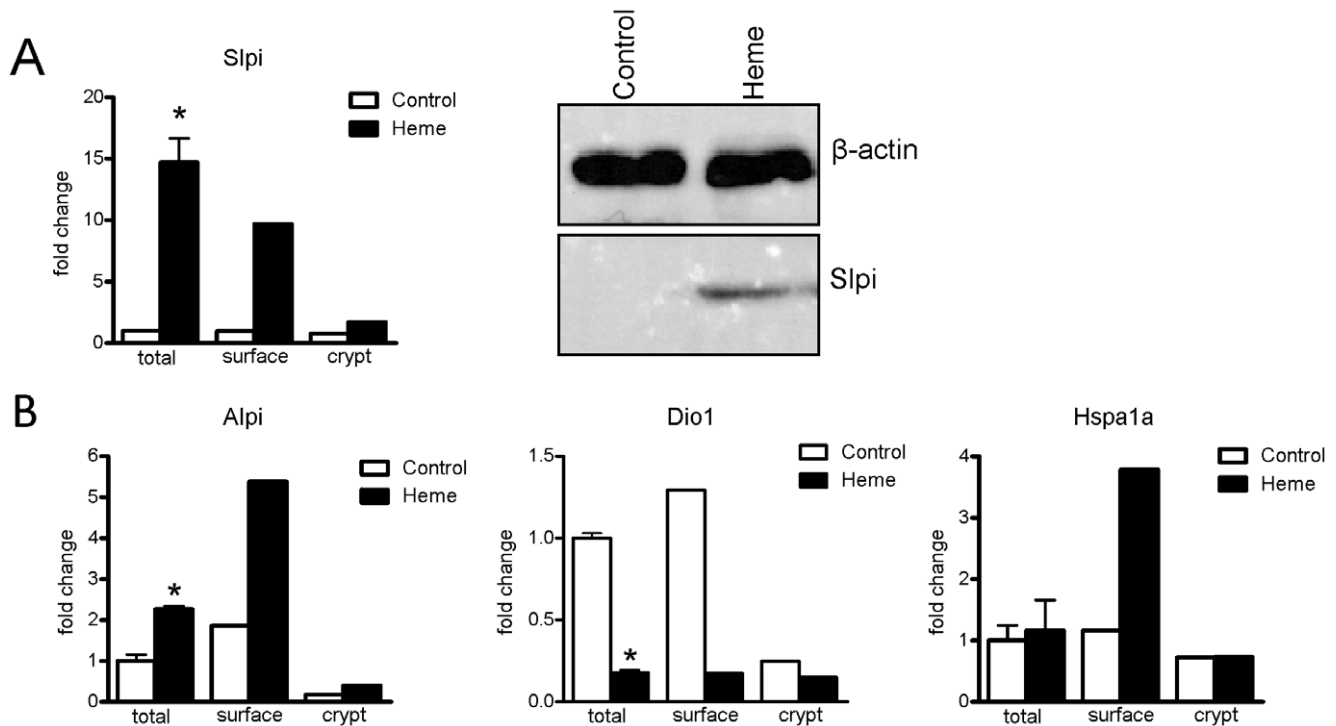 A
Slpi
20
15
10
5
0
fold change
*
Control
Heme
total surface crypt
Control Heme
β-actin
Slpi
B
Alpi
6
5
4
3
2
1
0
fold change
*
Control
Heme
total surface crypt
Dio1
1.5
1.0
0.5
0.0
fold change
*
Control
Heme
total surface crypt
Hspa1a
4
3
2
1
0
fold change
Control
Heme
total surface crypt